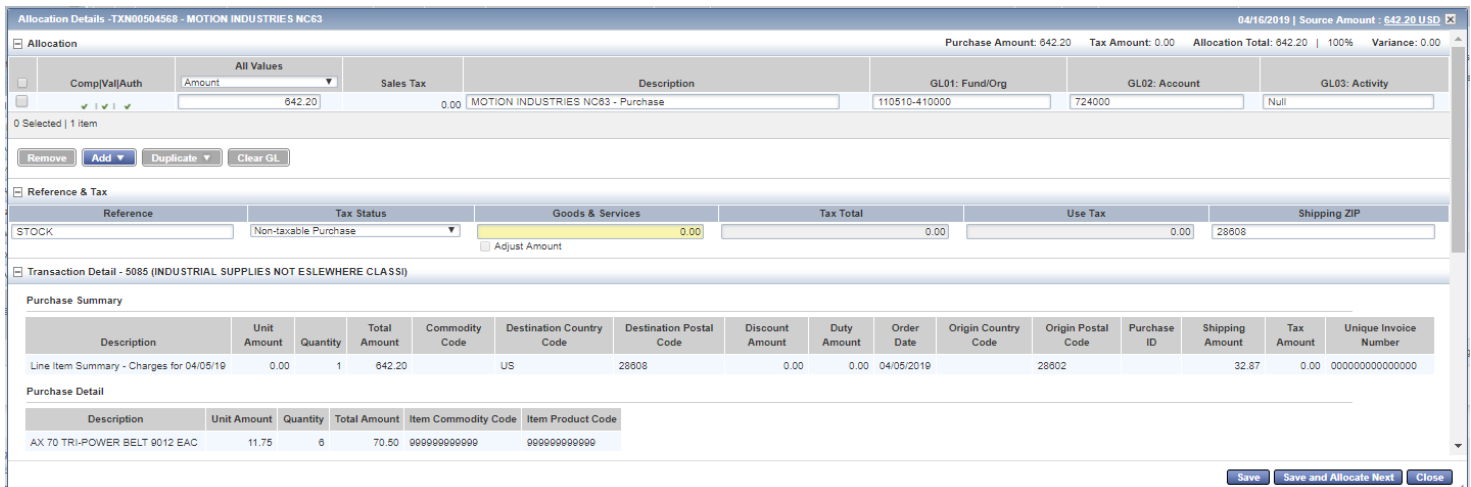 Allocation Details -TXN00504568 - MOTION INDUSTRIES NC63 04/16/2019 | Source Amount : 642.20 USD
Allocation Purchase Amount: 642.20 Tax Amount: 0.00 Allocation Total: 642.20 | 100% Variance: 0.00
All Values
Comp|Val|Auth Amount Sales Tax Description GL01: Fund/Org GL02: Account GL03: Activity
642.20 0.00 MOTION INDUSTRIES NC63 - Purchase 110510-410000 724000 Null
0 Selected | 1 item
Remove Add Duplicate Clear GL
Reference & Tax
Reference Tax Status Goods & Services Tax Total Use Tax Shipping ZIP
STOCK Non-taxable Purchase 0.00 0.00 0.00 28608
Adjust Amount
Transaction Detail - 5085 (INDUSTRIAL SUPPLIES NOT ESLEWHERE CLASSI)
Purchase Summary
Unit Total Commodity Destination Country Destination Postal Discount Duty Order Origin Country Origin Postal Purchase Shipping Tax Unique Invoice
Description Amount Quantity Amount Code Code Code Amount Amount Date Code Code ID Amount Amount Number
Line Item Summary - Charges for 04/05/19 0.00 1 642.20 US 28608 0.00 0.00 04/05/2019 28602 32.87 0.00 000000000000000
Purchase Detail
Description Unit Amount Quantity Total Amount Item Commodity Code Item Product Code
AX 70 TRI-POWER BELT 9012 EAC 11.75 6 70.50 999999999999 999999999999
Save Save and Allocate Next Close